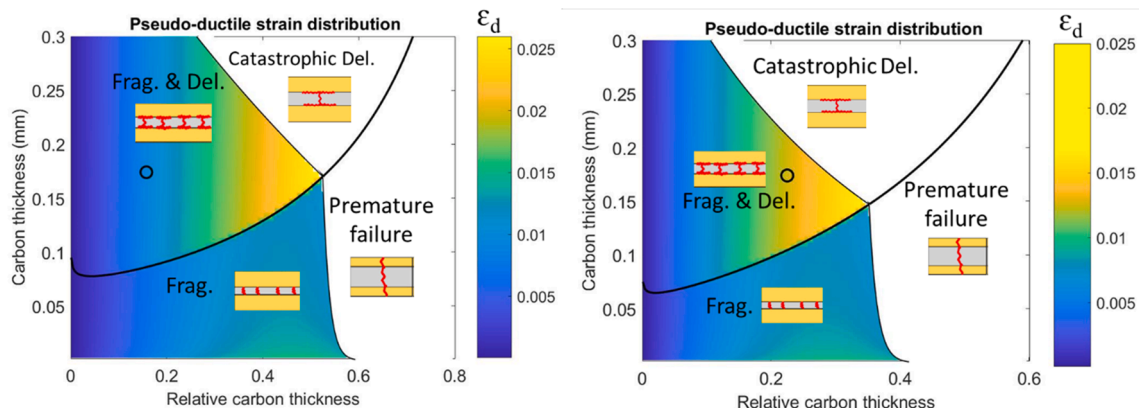 Pseudo-ductile strain distribution
εd
0.3
0.25
0.2
0.15
0.1
0.05
Carbon thickness (mm)
Catastrophic Del.
Frag. & Del.
Premature
failure
Frag.
0
0.2
0.4
0.6
0.8
Relative carbon thickness
0.025
0.02
0.015
0.01
0.005
Pseudo-ductile strain distribution
εd
0.3
0.25
0.2
0.15
0.1
0.05
Carbon thickness (mm)
Catastrophic Del.
Frag. & Del.
Premature
failure
Frag.
0
0.2
0.4
0.6
Relative carbon thickness
0.025
0.02
0.015
0.01
0.005